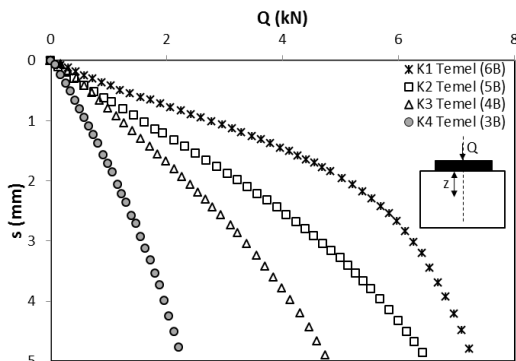 Q (kN)
0 2 4 6 8
0
1
2
3
4
5
s (mm)
K1 Temel (6B)
K2 Temel (5B)
K3 Temel (4B)
K4 Temel (3B)
Q
z